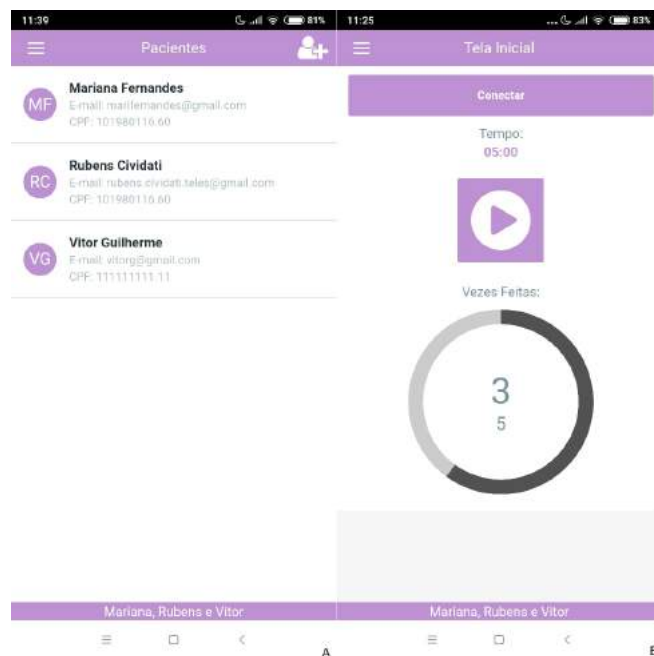 11:39
81%
Pacientes
MF
Mariana Fernandes
E-mail: marillernandes@gmail.com
CPF: 101980116.60
RC
Rubens Cividati
E-mail: rubens.cividati.teles@gmail.com
CPF: 101980116.60
VG
Vitor Guilherme
E-mail: vitorg@gmail.com
CPF: 111111111.11
Mariana, Rubens e Vitor
A
11:25
... 83%
Tela Inicial
Conectar
Tempo:
05:00
Vezes Feitas:
3
5
Mariana, Rubens e Vitor